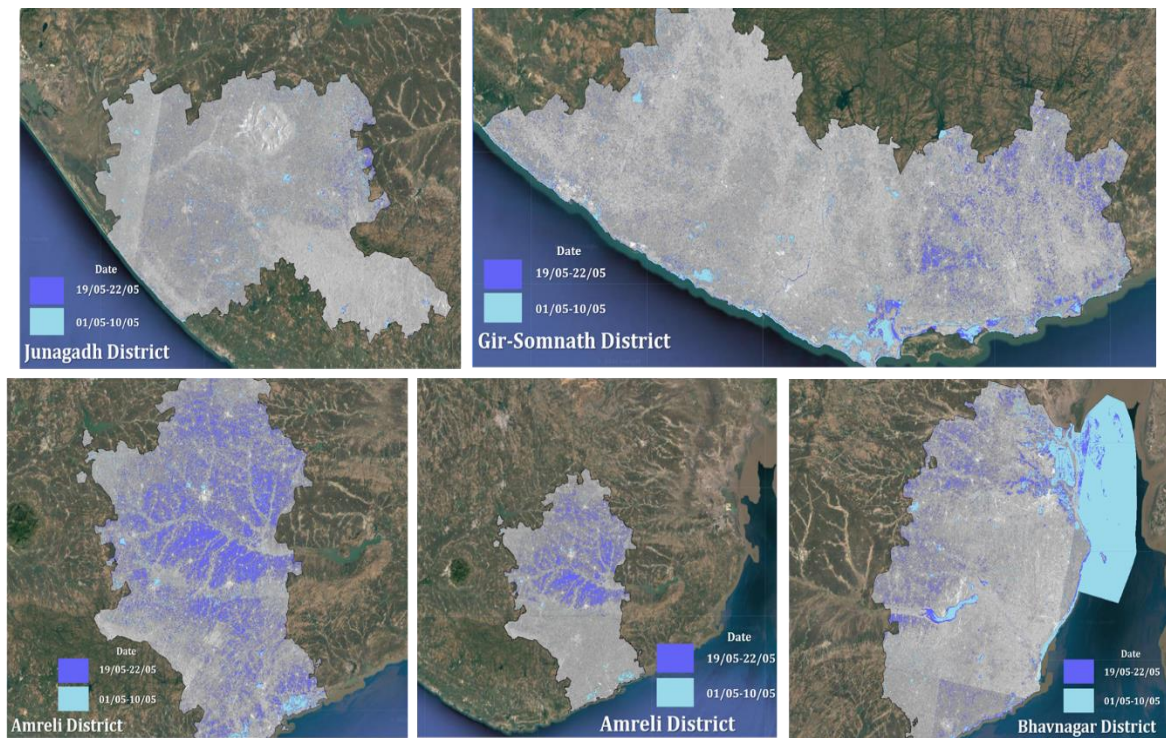 Date
19/05-22/05
01/05-10/05
Junagadh District
Date
19/05-22/05
01/05-10/05
Gir-Somnath District
Date
19/05-22/05
01/05-10/05
Amreli District
Date
19/05-22/05
01/05-10/05
Amreli District
Date
19/05-22/05
01/05-10/05
Bhavnagar District